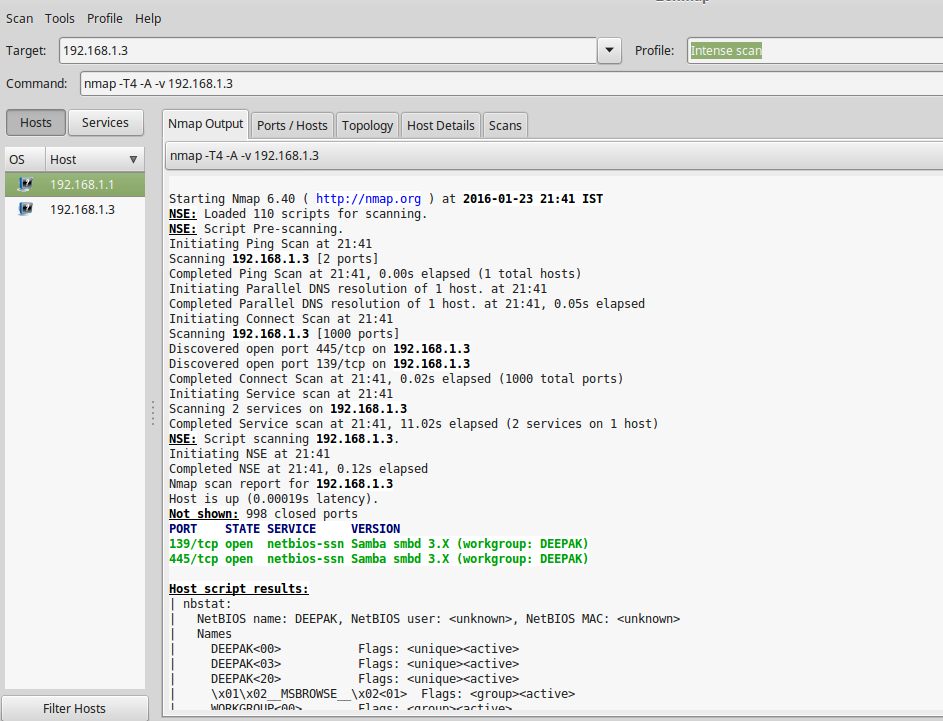 Scan Tools Profile Help
Target: 192.168.1.3 Profile: Intense scan
Command: nmap -T4 -A -v 192.168.1.3
Hosts Services
OS Host
192.168.1.1
192.168.1.3
Filter Hosts
Nmap Output Ports / Hosts Topology Host Details Scans
nmap -T4 -A -v 192.168.1.3
Starting Nmap 6.40 ( http://nmap.org ) at 2016-01-23 21:41 IST
NSE: Loaded 110 scripts for scanning.
NSE: Script Pre-scanning.
Initiating Ping Scan at 21:41
Scanning 192.168.1.3 [2 ports]
Completed Ping Scan at 21:41, 0.00s elapsed (1 total hosts)
Initiating Parallel DNS resolution of 1 host. at 21:41
Completed Parallel DNS resolution of 1 host. at 21:41, 0.05s elapsed
Initiating Connect Scan at 21:41
Scanning 192.168.1.3 [1000 ports]
Discovered open port 445/tcp on 192.168.1.3
Discovered open port 139/tcp on 192.168.1.3
Completed Connect Scan at 21:41, 0.02s elapsed (1000 total ports)
Initiating Service scan at 21:41
Scanning 2 services on 192.168.1.3
Completed Service scan at 21:41, 11.02s elapsed (2 services on 1 host)
NSE: Script scanning 192.168.1.3.
Initiating NSE at 21:41
Completed NSE at 21:41, 0.12s elapsed
Nmap scan report for 192.168.1.3
Host is up (0.00019s latency).
Not shown: 998 closed ports
PORT    STATE SERVICE     VERSION
139/tcp open  netbios-ssn Samba smbd 3.X (workgroup: DEEPAK)
445/tcp open  netbios-ssn Samba smbd 3.X (workgroup: DEEPAK)
Host script results:
| nbstat:
|   NetBIOS name: DEEPAK, NetBIOS user: <unknown>, NetBIOS MAC: <unknown>
|   Names
|     DEEPAK<00>           Flags: <unique><active>
|     DEEPAK<03>           Flags: <unique><active>
|     DEEPAK<20>           Flags: <unique><active>
|     \x01\x02__MSBROWSE__\x02<01>  Flags: <group><active>
|     WORKGROUP<00>        Flags: <group><active>